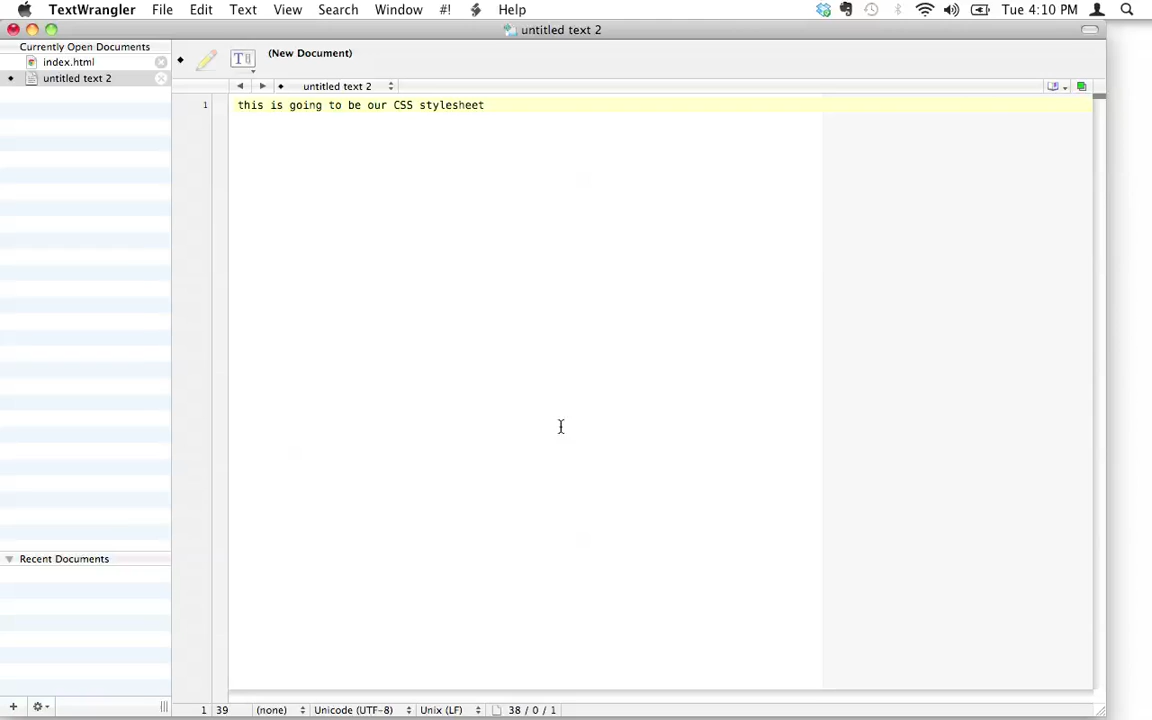 TextWrangler File Edit Text View Search Window #! Help Tue 4:10 PM
untitled text 2
Currently Open Documents
index.html
untitled text 2
(New Document)
untitled text 2
1 this is going to be our CSS stylesheet
Recent Documents
1 39 (none) Unicode (UTF-8) Unix (LF) 38 / 0 / 1